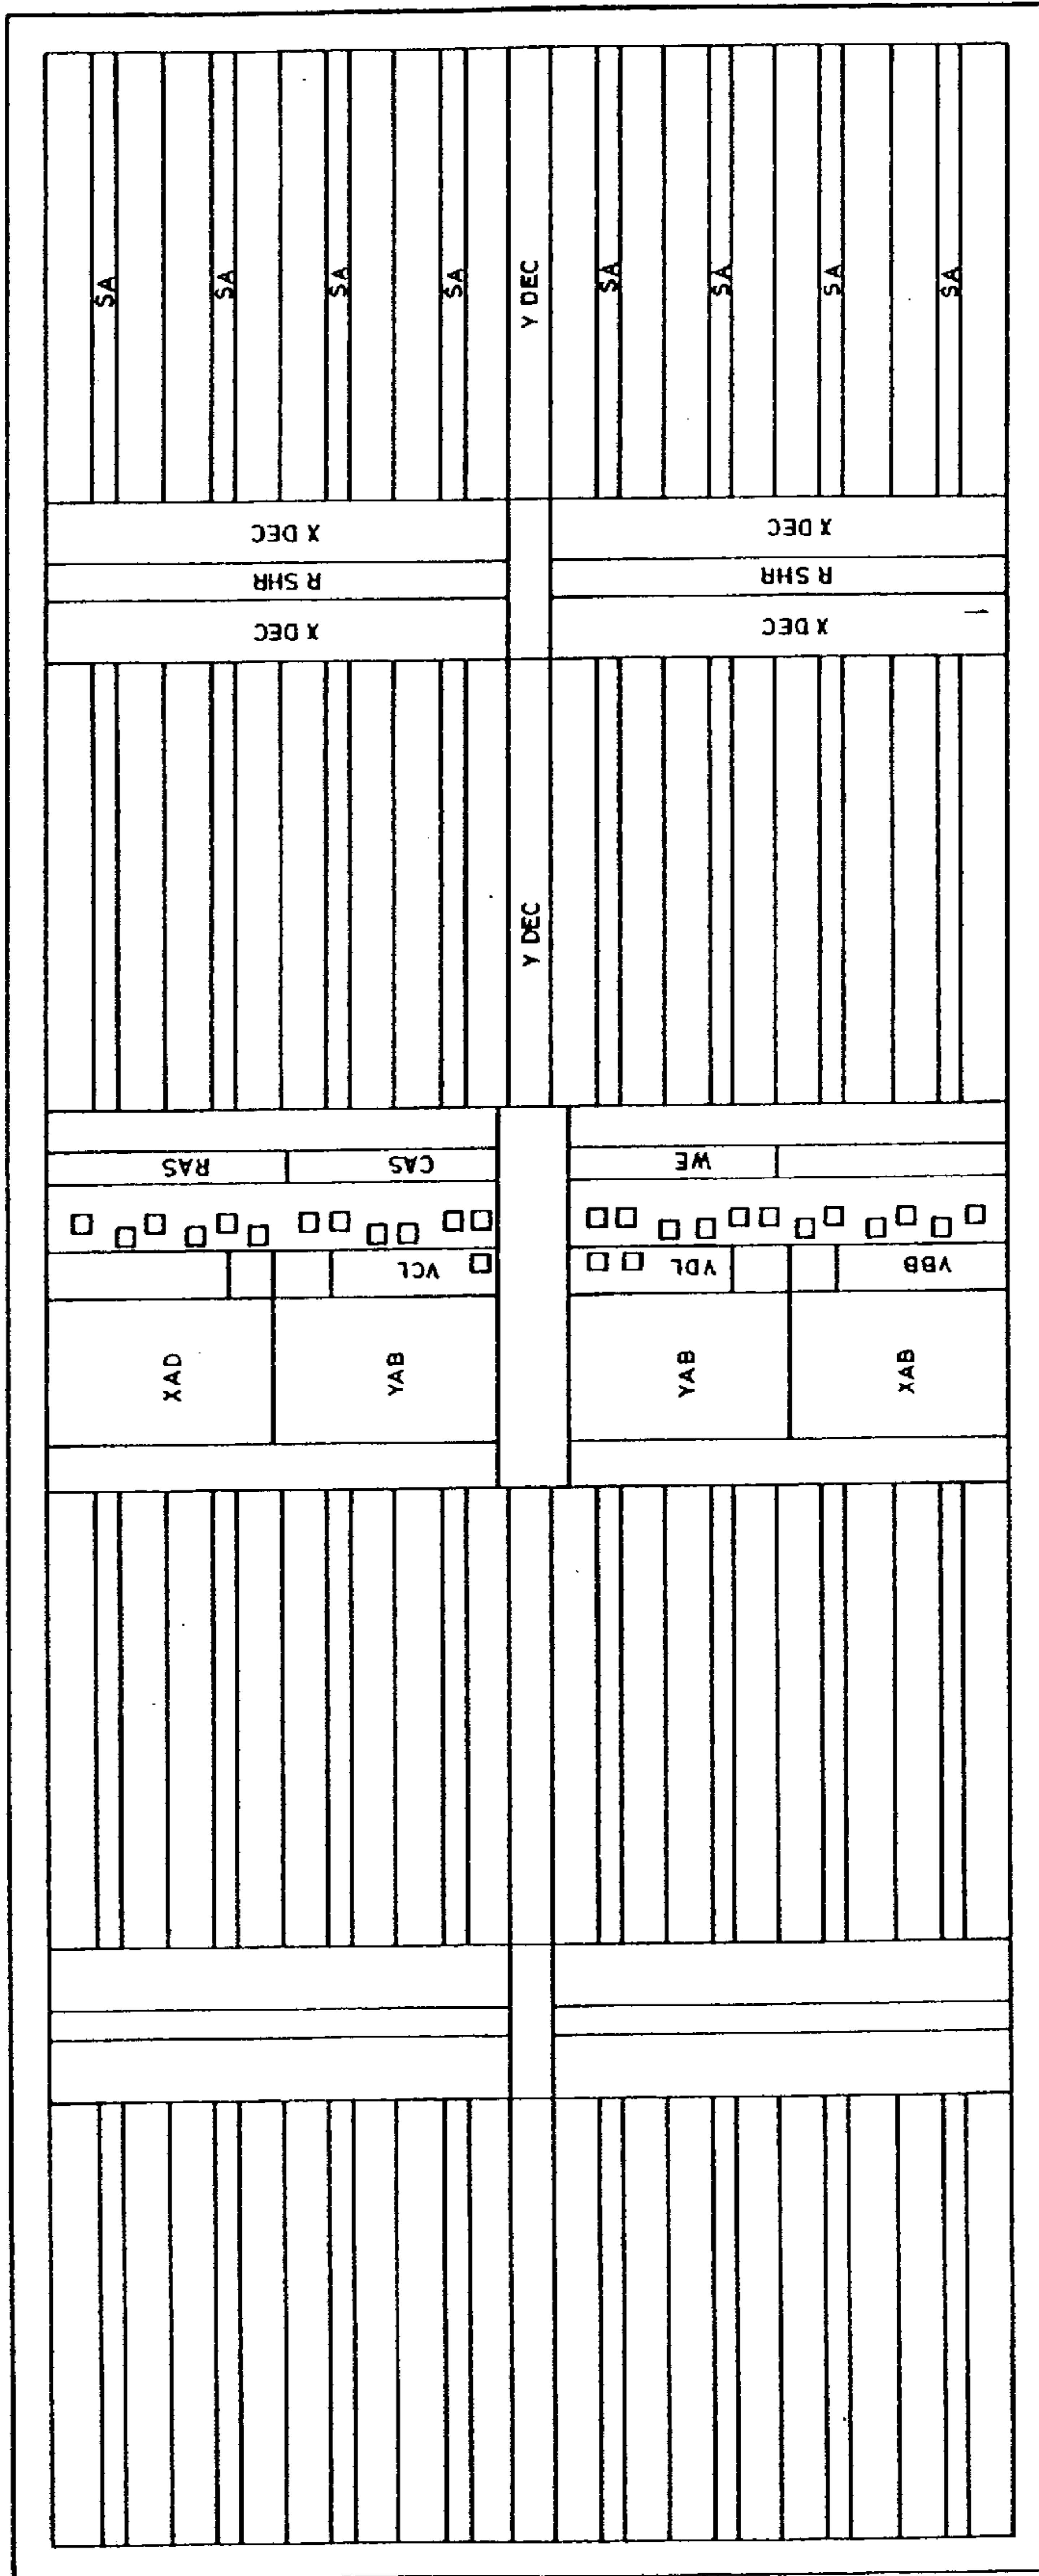 SA
SA
SA
SA
Y DEC
SA
SA
SA
SA
X DEC
X DEC
R SHR
R SHR
X DEC
X DEC
Y DEC
RAS
CAS
WE
VCL
VDL
VBB
XAD
YAB
YAB
XAB